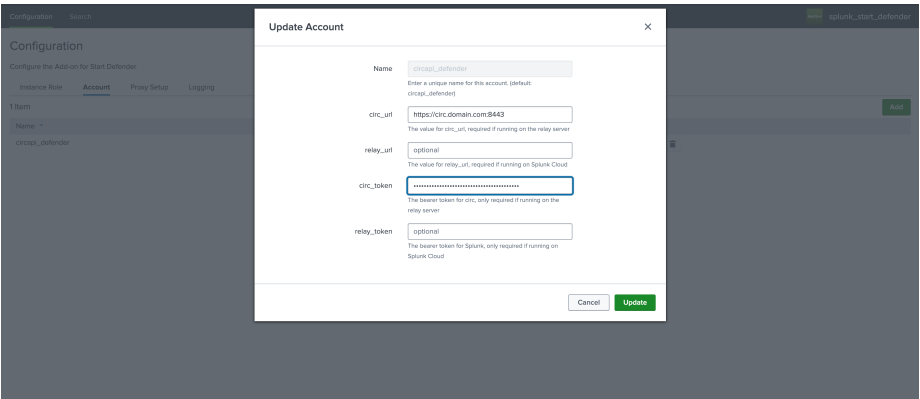 Configuration Search
splunk_start_defender
Configuration
Configure the Add-on for Start Defender
Instance Role Account Proxy Setup Logging
1 Item
Add
Name
circapi_defender
Update Account
Name
circapi_defender
Enter a unique name for this account. (default:
circapi_defender)
circ_url
https://circ.domain.com:8443
The value for circ_url, required if running on the relay server
relay_url
optional
The value for relay_url, required if running on Splunk Cloud
circ_token
••••••••••••••••••••••••••••••••••••••••
The bearer token for circ, only required if running on the
relay server
relay_token
optional
The bearer token for Splunk, only required if running on
Splunk Cloud
Cancel
Update